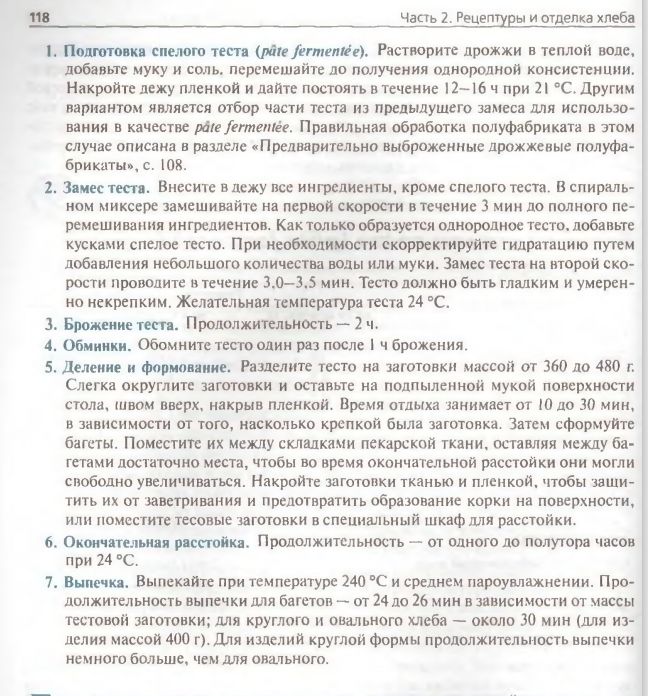 118
Часть 2. Рецептуры и отделка хлеба
1. Подготовка спелого теста (pâte fermentée). Растворите дрожжи в теплой воде,
добавьте муку и соль, перемешайте до получения однородной консистенции.
Накройте дежу пленкой и дайте постоять в течение 12—16 ч при 21 °С. Другим
вариантом является отбор части теста из предыдущего замеса для использо-
вания в качестве pâte fermentée. Правильная обработка полуфабриката в этом
случае описана в разделе «Предварительно выброженные дрожжевые полуфа-
брикаты», с. 108.
2. Замес теста. Внесите в дежу все ингредиенты, кроме спелого теста. В спираль-
ном миксере замешивайте на первой скорости в течение 3 мин до полного пе-
ремешивания ингредиентов. Как только образуется однородное тесто, добавьте
кусками спелое тесто. При необходимости скорректируйте гидратацию путем
добавления небольшого количества воды или муки. Замес теста на второй ско-
рости проводите в течение 3,0—3,5 мин. Тесто должно быть гладким и умерен-
но некрепким. Желательная температура теста 24 °С.
3. Брожение теста. Продолжительность — 2 ч.
4. Обминки. Обомните тесто один раз после 1 ч брожения.
5. Деление и формование. Разделите тесто на заготовки массой от 360 до 480 г.
Слегка округлите заготовки и оставьте на подпыленной мукой поверхности
стола, швом вверх, накрыв пленкой. Время отдыха занимает от 10 до 30 мин,
в зависимости от того, насколько крепкой была заготовка. Затем сформуйте
багеты. Поместите их между складками пекарской ткани, оставляя между ба-
гетами достаточно места, чтобы во время окончательной расстойки они могли
свободно увеличиваться. Накройте заготовки тканью и пленкой, чтобы защи-
тить их от заветривания и предотвратить образование корки на поверхности,
или поместите тесовые заготовки в специальный шкаф для расстойки.
6. Окончательная расстойка. Продолжительность — от одного до полутора часов
при 24 °С.
7. Выпечка. Выпекайте при температуре 240 °С и среднем пароувлажнении. Про-
должительность выпечки для багетов — от 24 до 26 мин в зависимости от массы
тестовой заготовки; для круглого и овального хлеба — около 30 мин (для из-
делия массой 400 г). Для изделий круглой формы продолжительность выпечки
немного больше, чем для овального.